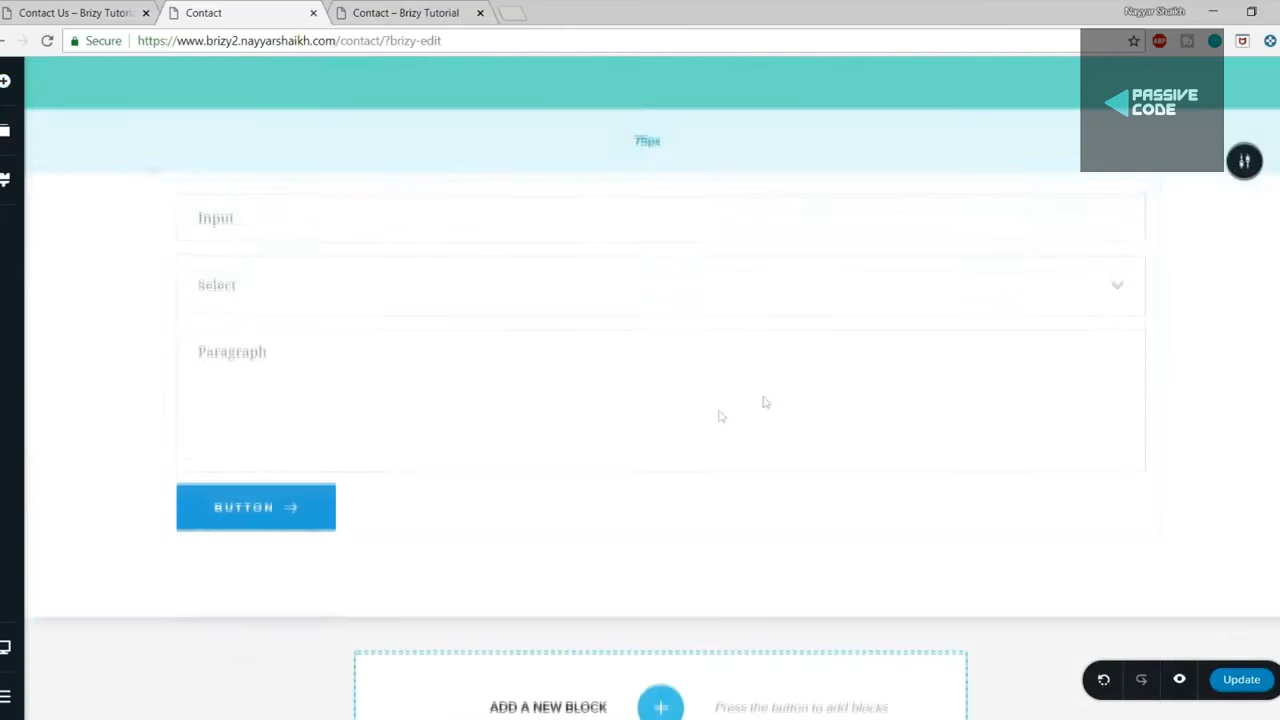 Contact Us – Brizy Tutori
Contact
Contact – Brizy Tutorial
Nayyar Shaikh
Secure
https://www.brizy2.nayyarshaikh.com/contact/?brizy-edit
ABP
PASSIVE
CODE
75px
Input
Select
Paragraph
BUTTON
Update
ADD A NEW BLOCK
Press the button to add blocks